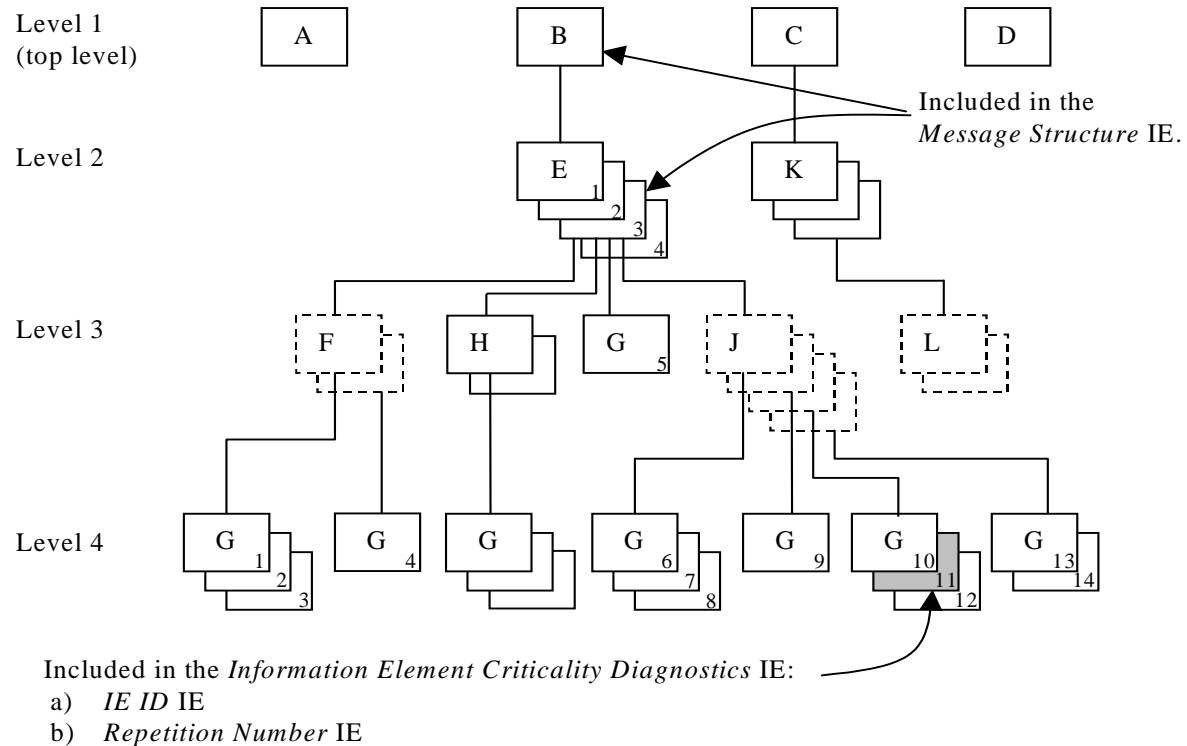 Level 1
(top level)
A
B
C
D
Included in the
Message Structure IE.
Level 2
E
1
2
3
4
K
Level 3
F
H
G
5
J
L
Level 4
G
1
2
3
G
4
G
G
6
7
8
G
9
G
10
11
12
G
13
14
Included in the Information Element Criticality Diagnostics IE:
a) IE ID IE
b) Repetition Number IE